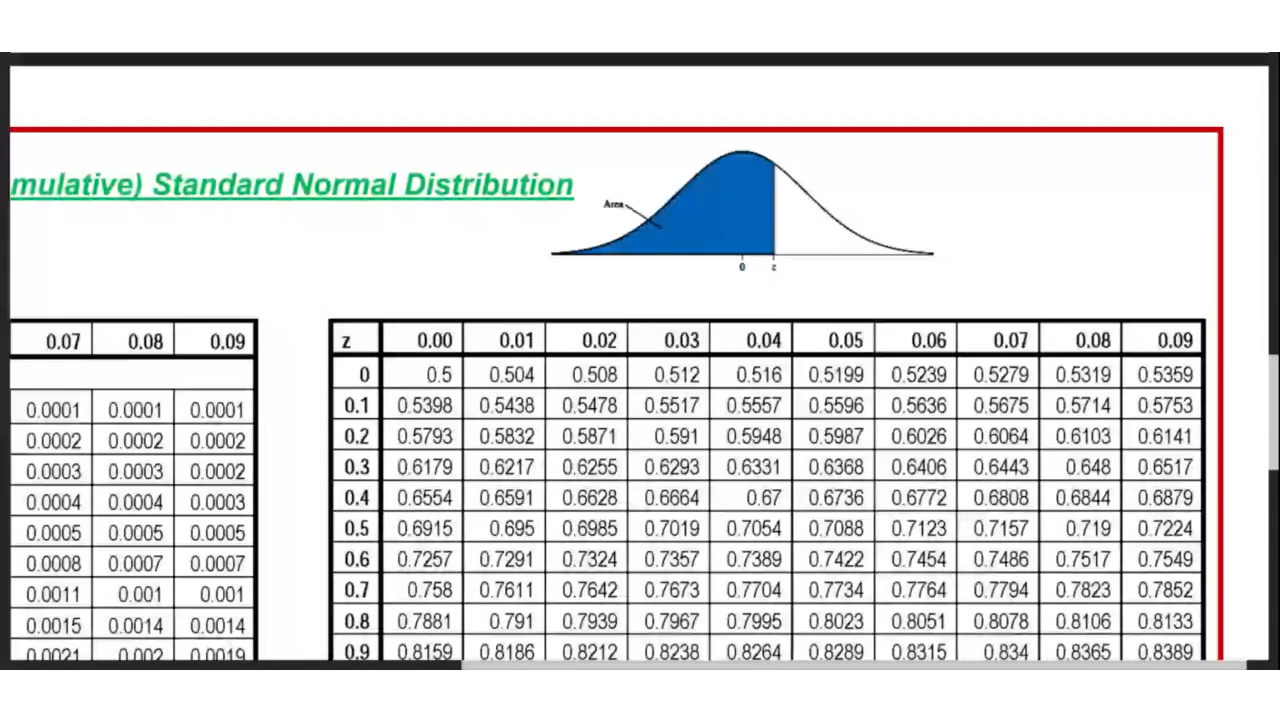 mulative) Standard Normal Distribution
Area
0 z
0.07 0.08 0.09
0.0001 0.0001 0.0001
0.0002 0.0002 0.0002
0.0003 0.0003 0.0002
0.0004 0.0004 0.0003
0.0005 0.0005 0.0005
0.0008 0.0007 0.0007
0.0011 0.001 0.001
0.0015 0.0014 0.0014
0.0021 0.002 0.0019
z 0.00 0.01 0.02 0.03 0.04 0.05 0.06 0.07 0.08 0.09
0 0.5 0.504 0.508 0.512 0.516 0.5199 0.5239 0.5279 0.5319 0.5359
0.1 0.5398 0.5438 0.5478 0.5517 0.5557 0.5596 0.5636 0.5675 0.5714 0.5753
0.2 0.5793 0.5832 0.5871 0.591 0.5948 0.5987 0.6026 0.6064 0.6103 0.6141
0.3 0.6179 0.6217 0.6255 0.6293 0.6331 0.6368 0.6406 0.6443 0.648 0.6517
0.4 0.6554 0.6591 0.6628 0.6664 0.67 0.6736 0.6772 0.6808 0.6844 0.6879
0.5 0.6915 0.695 0.6985 0.7019 0.7054 0.7088 0.7123 0.7157 0.719 0.7224
0.6 0.7257 0.7291 0.7324 0.7357 0.7389 0.7422 0.7454 0.7486 0.7517 0.7549
0.7 0.758 0.7611 0.7642 0.7673 0.7704 0.7734 0.7764 0.7794 0.7823 0.7852
0.8 0.7881 0.791 0.7939 0.7967 0.7995 0.8023 0.8051 0.8078 0.8106 0.8133
0.9 0.8159 0.8186 0.8212 0.8238 0.8264 0.8289 0.8315 0.834 0.8365 0.8389